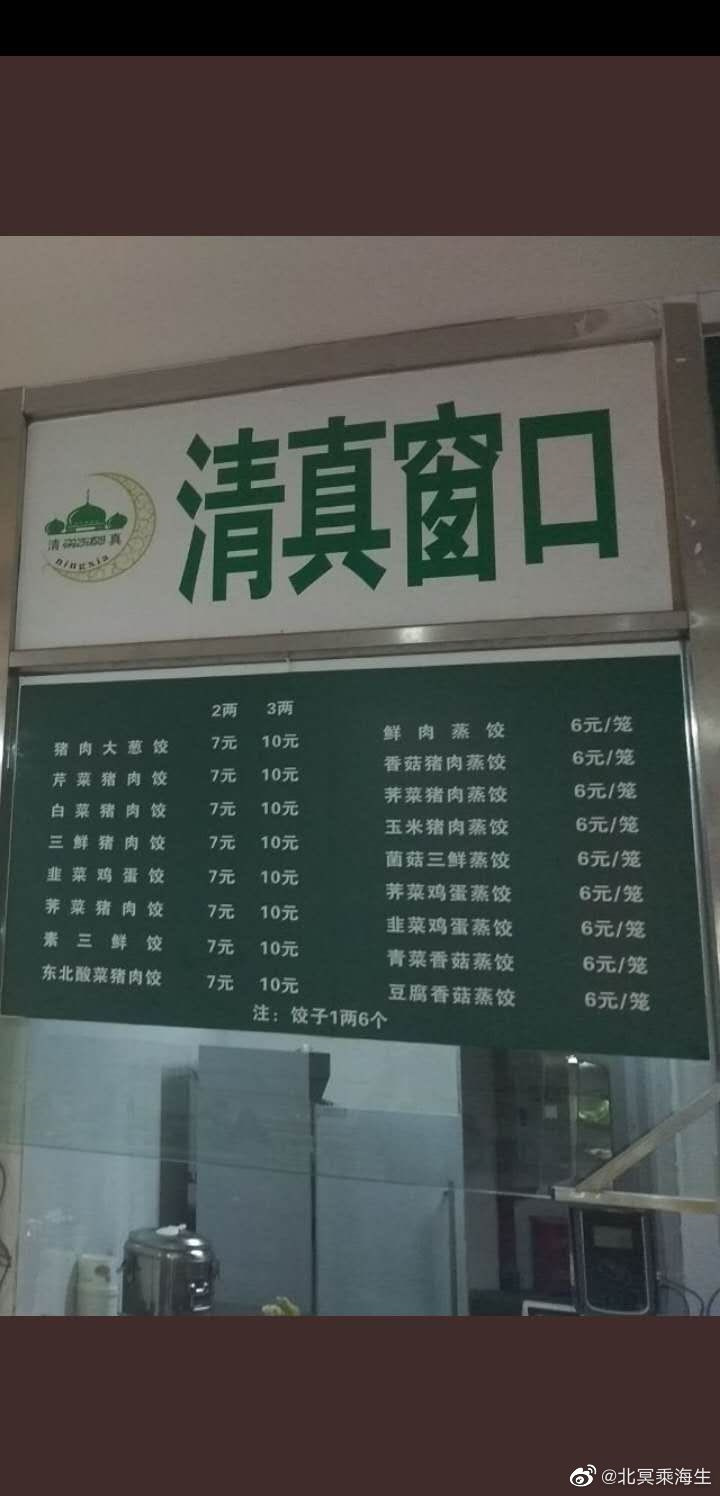 清真窗口
清 真
ningxia
2两 3两
猪肉大葱饺 7元 10元
芹菜猪肉饺 7元 10元
白菜猪肉饺 7元 10元
三鲜猪肉饺 7元 10元
韭菜鸡蛋饺 7元 10元
荠菜猪肉饺 7元 10元
素三鲜饺 7元 10元
东北酸菜猪肉饺 7元 10元
鲜肉蒸饺 6元/笼
香菇猪肉蒸饺 6元/笼
荠菜猪肉蒸饺 6元/笼
玉米猪肉蒸饺 6元/笼
菌菇三鲜蒸饺 6元/笼
荠菜鸡蛋蒸饺 6元/笼
韭菜鸡蛋蒸饺 6元/笼
青菜香菇蒸饺 6元/笼
豆腐香菇蒸饺 6元/笼
注：饺子1两6个
@北冥乘海生